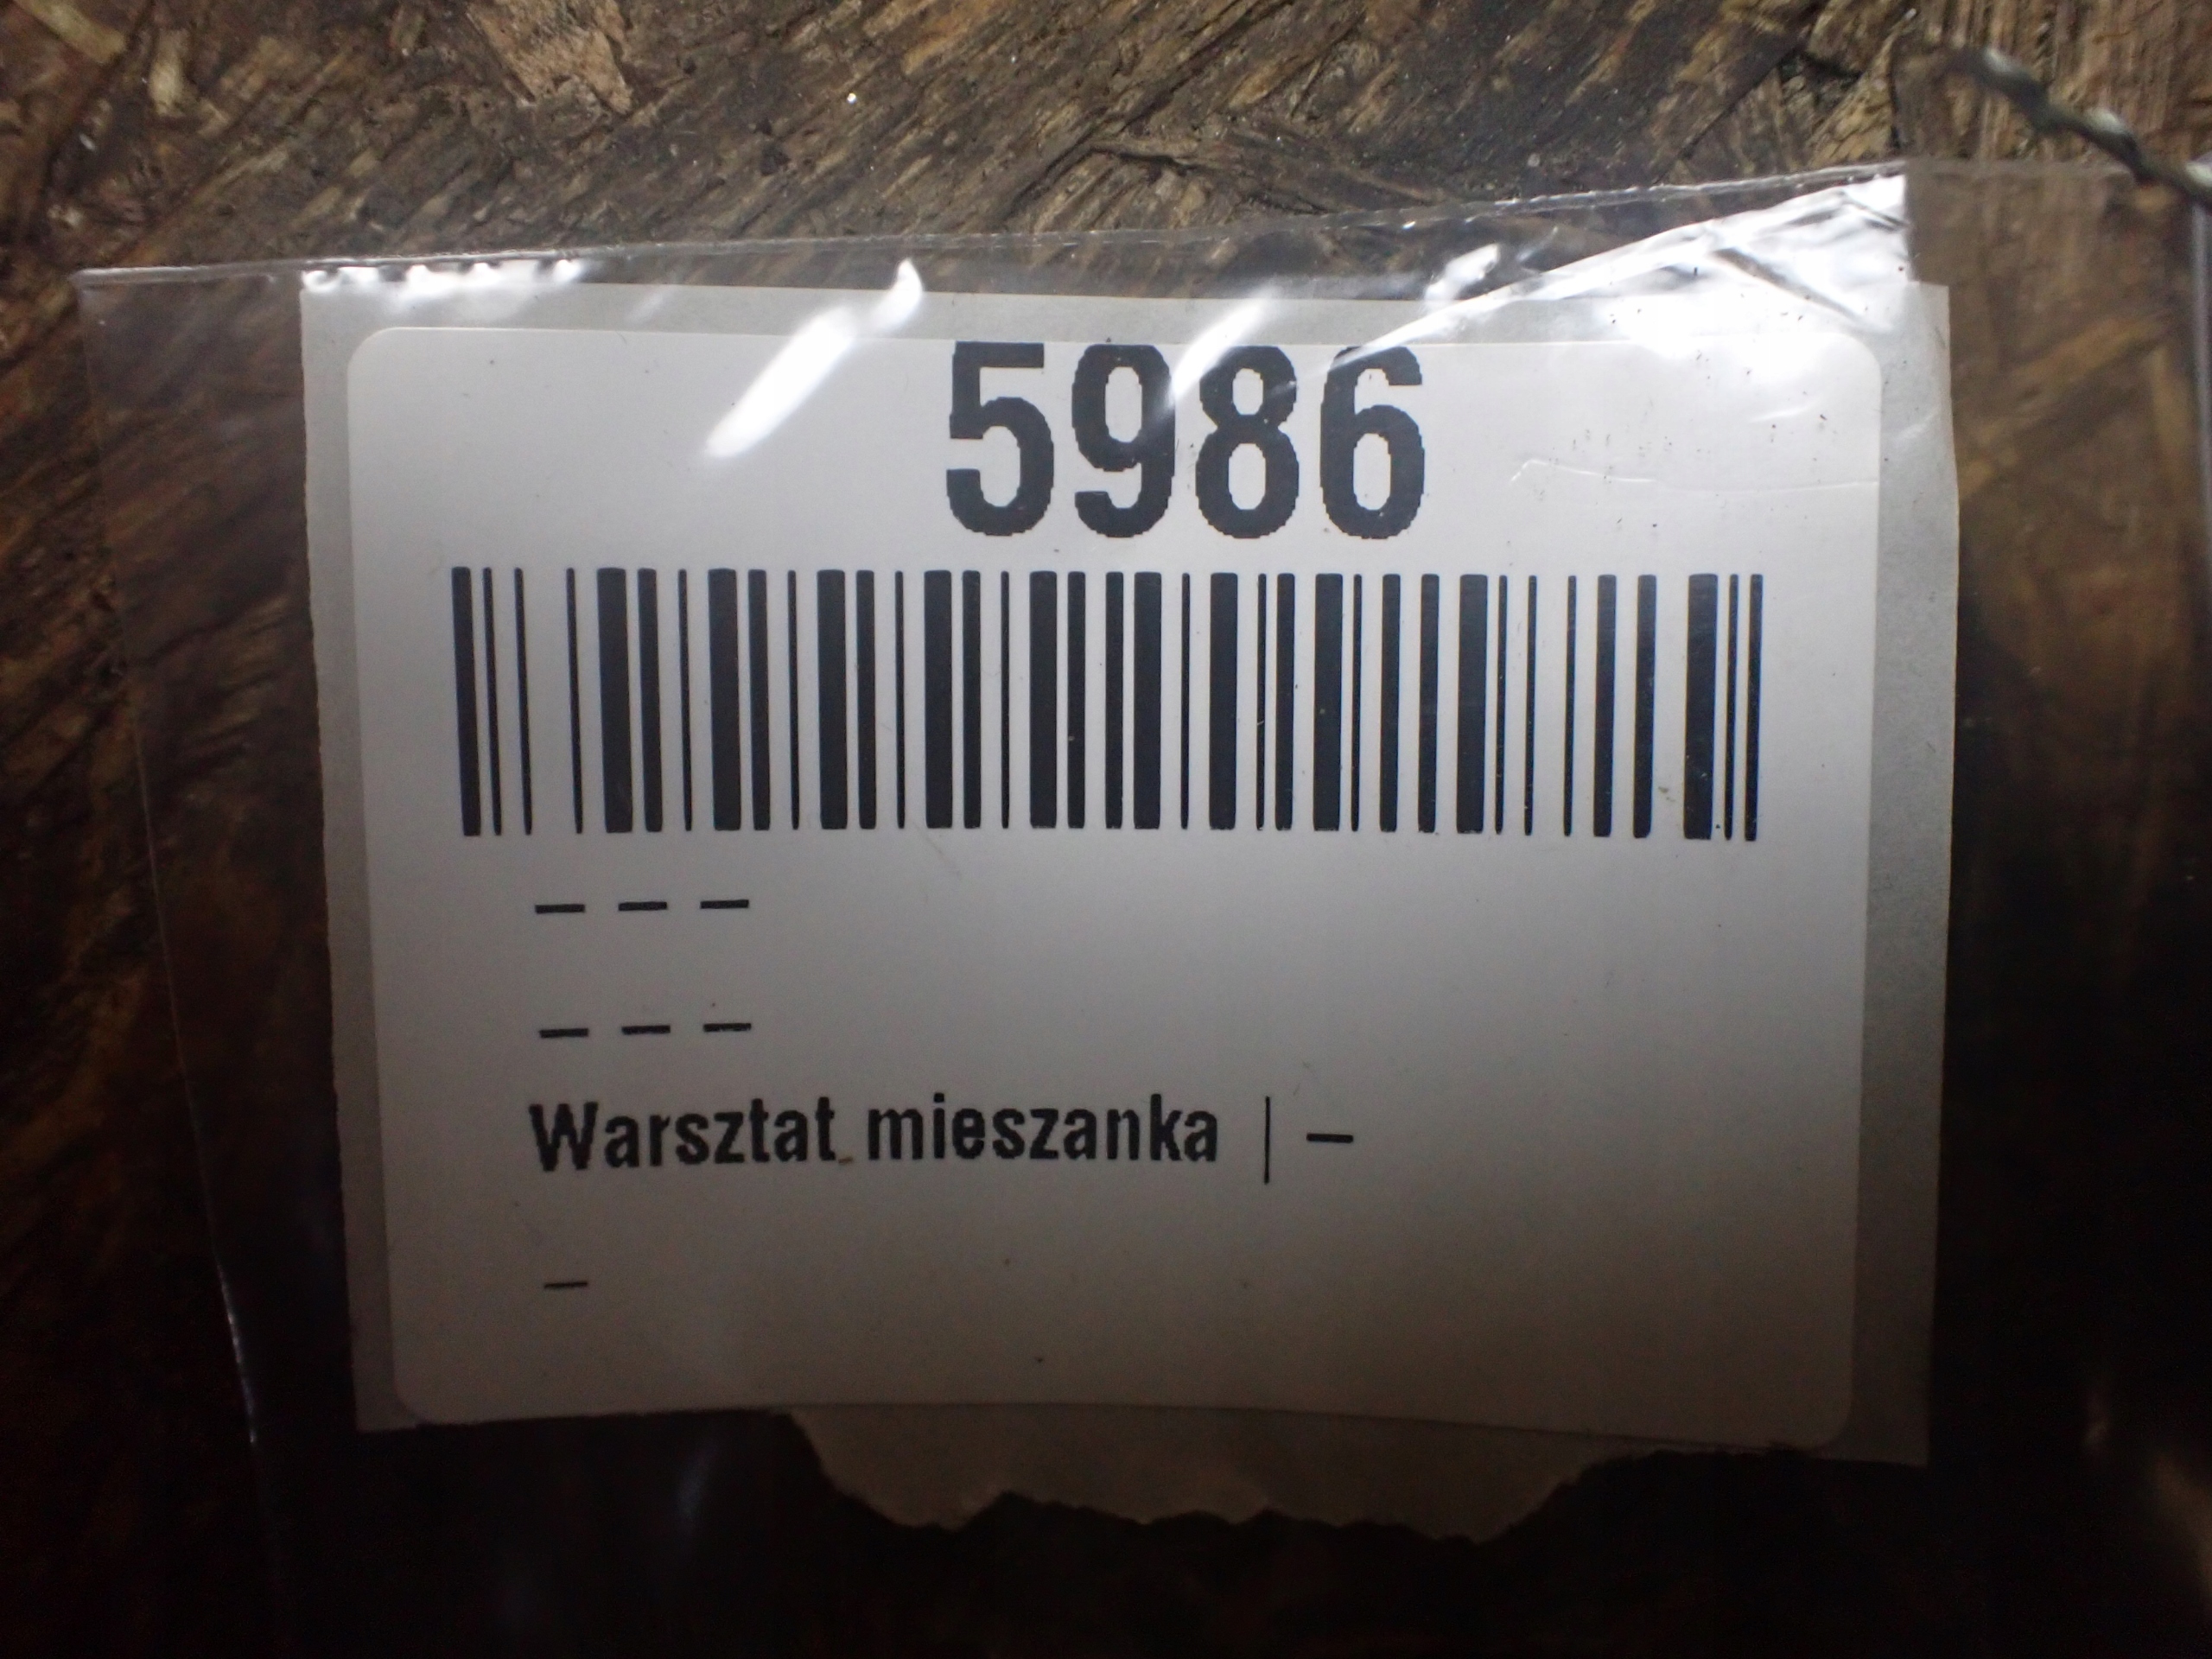 5986
– – –
– – –
Warsztat mieszanka | –
–